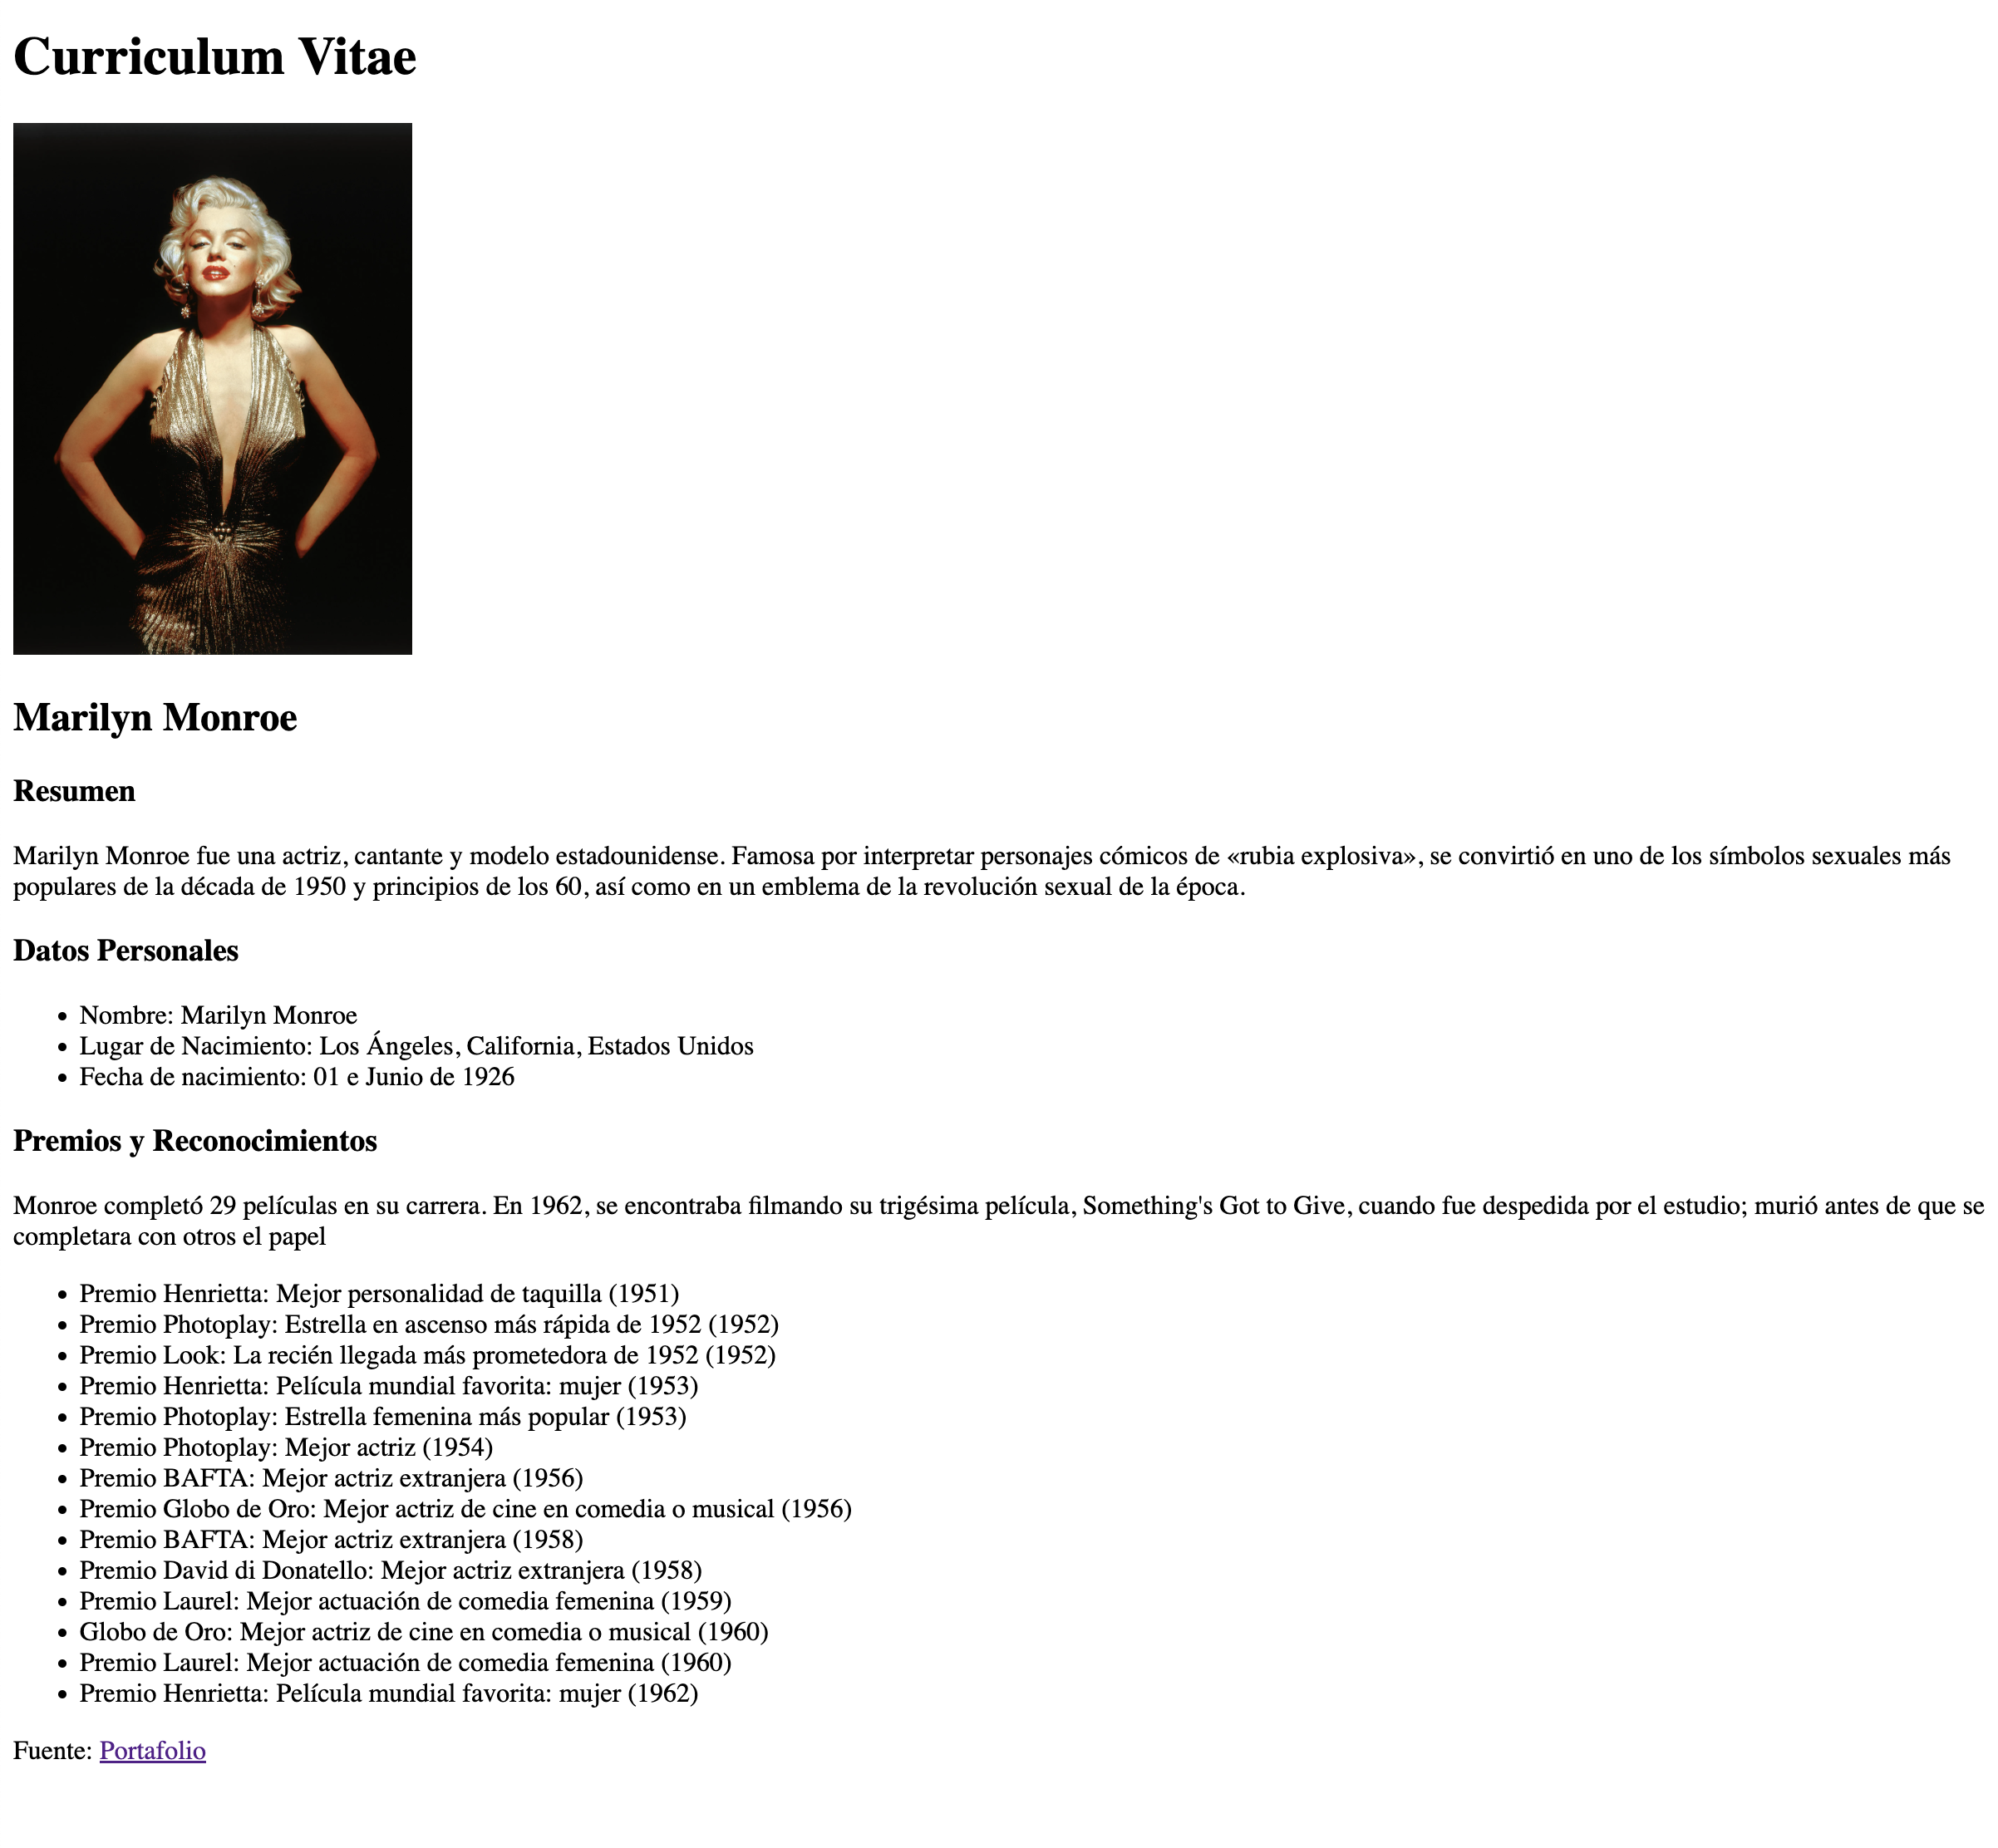 Curriculum Vitae
Marilyn Monroe
Resumen
Marilyn Monroe fue una actriz, cantante y modelo estadounidense. Famosa por interpretar personajes cómicos de «rubia explosiva», se convirtió en uno de los símbolos sexuales más
populares de la década de 1950 y principios de los 60, así como en un emblema de la revolución sexual de la época.
Datos Personales
• Nombre: Marilyn Monroe
• Lugar de Nacimiento: Los Ángeles, California, Estados Unidos
• Fecha de nacimiento: 01 e Junio de 1926
Premios y Reconocimientos
Monroe completó 29 películas en su carrera. En 1962, se encontraba filmando su trigésima película, Something's Got to Give, cuando fue despedida por el estudio; murió antes de que se
completara con otros el papel
• Premio Henrietta: Mejor personalidad de taquilla (1951)
• Premio Photoplay: Estrella en ascenso más rápida de 1952 (1952)
• Premio Look: La recién llegada más prometedora de 1952 (1952)
• Premio Henrietta: Película mundial favorita: mujer (1953)
• Premio Photoplay: Estrella femenina más popular (1953)
• Premio Photoplay: Mejor actriz (1954)
• Premio BAFTA: Mejor actriz extranjera (1956)
• Premio Globo de Oro: Mejor actriz de cine en comedia o musical (1956)
• Premio BAFTA: Mejor actriz extranjera (1958)
• Premio David di Donatello: Mejor actriz extranjera (1958)
• Premio Laurel: Mejor actuación de comedia femenina (1959)
• Globo de Oro: Mejor actriz de cine en comedia o musical (1960)
• Premio Laurel: Mejor actuación de comedia femenina (1960)
• Premio Henrietta: Película mundial favorita: mujer (1962)
Fuente: Portafolio